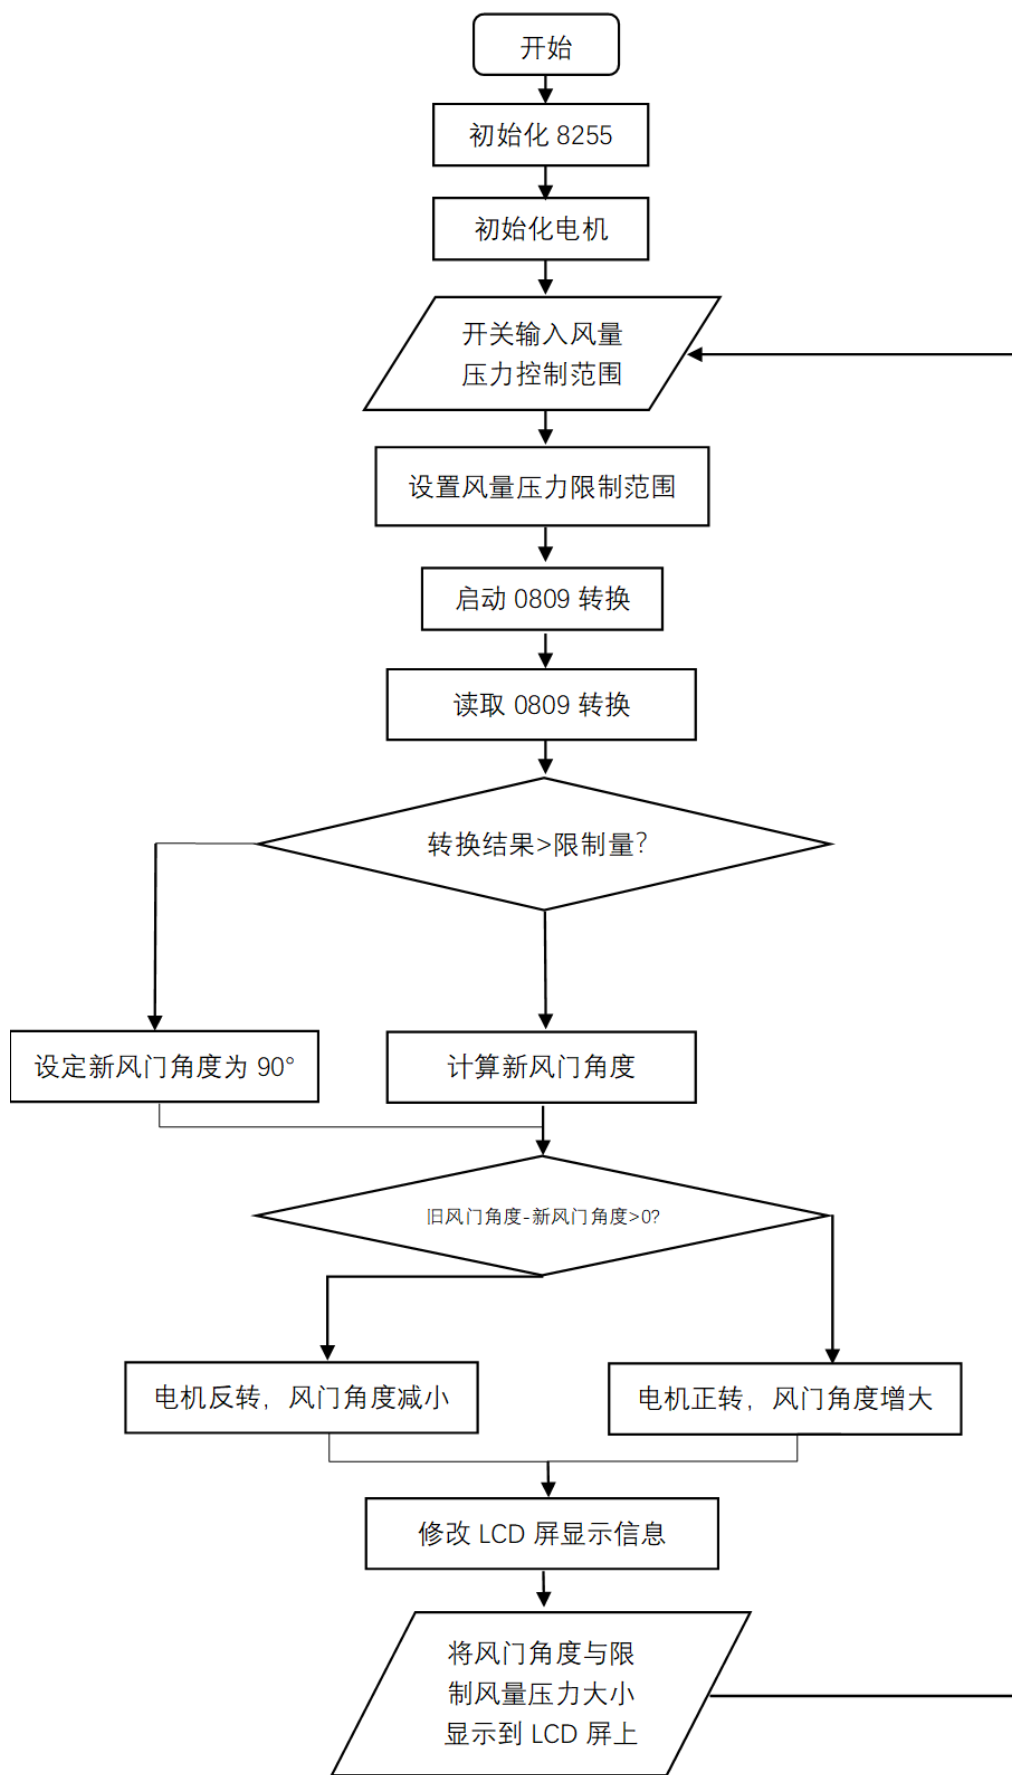 开始
初始化 8255
初始化电机
开关输入风量
压力控制范围
设置风量压力限制范围
启动 0809 转换
读取 0809 转换
转换结果>限制量？
设定新风门角度为 90°
计算新风门角度
旧风门角度-新风门角度>0?
电机反转，风门角度减小
电机正转，风门角度增大
修改 LCD 屏显示信息
将风门角度与限
制风量压力大小
显示到 LCD 屏上